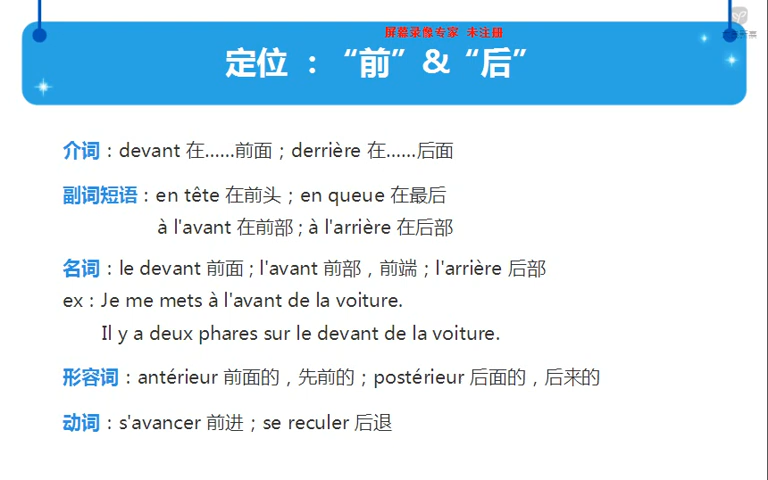 屏幕录像专家 未注册
定位 ：“前”&“后”
介词：devant 在……前面；derrière 在……后面
副词短语：en tête 在前头；en queue 在最后
à l'avant 在前部；à l'arrière 在后部
名词：le devant 前面；l'avant 前部，前端；l'arrière 后部
ex：Je me mets à l'avant de la voiture.
Il y a deux phares sur le devant de la voiture.
形容词：antérieur 前面的，先前的；postérieur 后面的，后来的
动词：s'avancer 前进；se reculer 后退